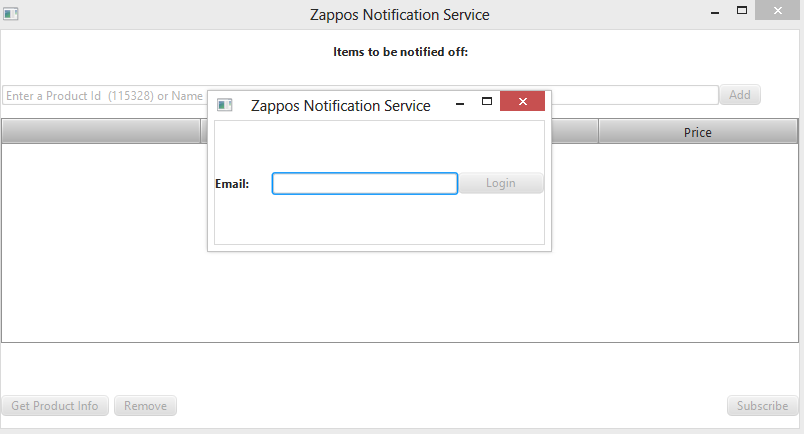 Zappos Notification Service
Items to be notified off:
Enter a Product Id (115328) or Name
Add
Price
Zappos Notification Service
Email:
Login
Get Product Info
Remove
Subscribe